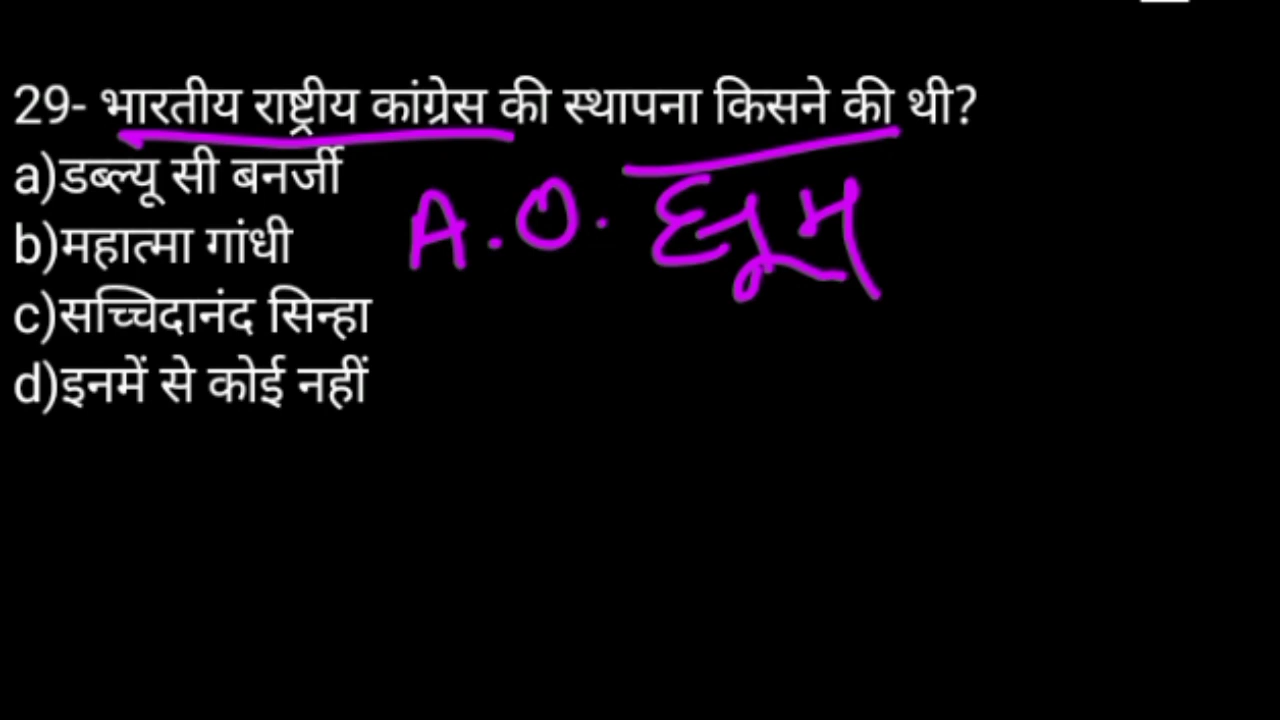 29- भारतीय राष्ट्रीय कांग्रेस की स्थापना किसने की थी?
a)डब्ल्यू सी बनर्जी
A.O. ह्यूम
b)महात्मा गांधी
c)सच्चिदानंद सिन्हा
d)इनमें से कोई नहीं